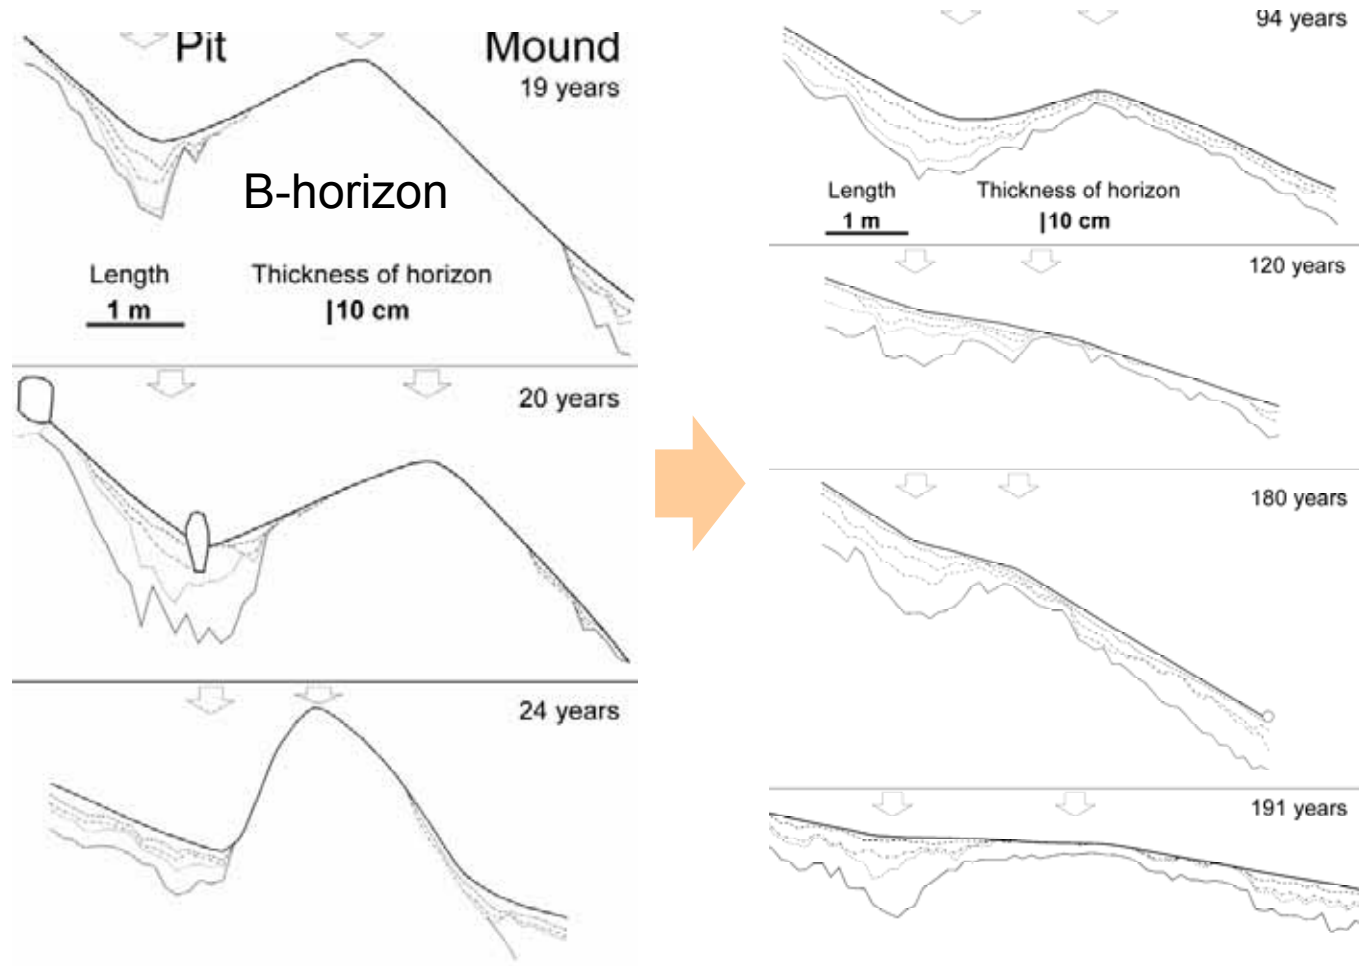 Pit Mound
19 years
B-horizon
Length Thickness of horizon
1 m 10 cm
20 years
24 years
94 years
Length Thickness of horizon
1 m 10 cm
120 years
180 years
191 years